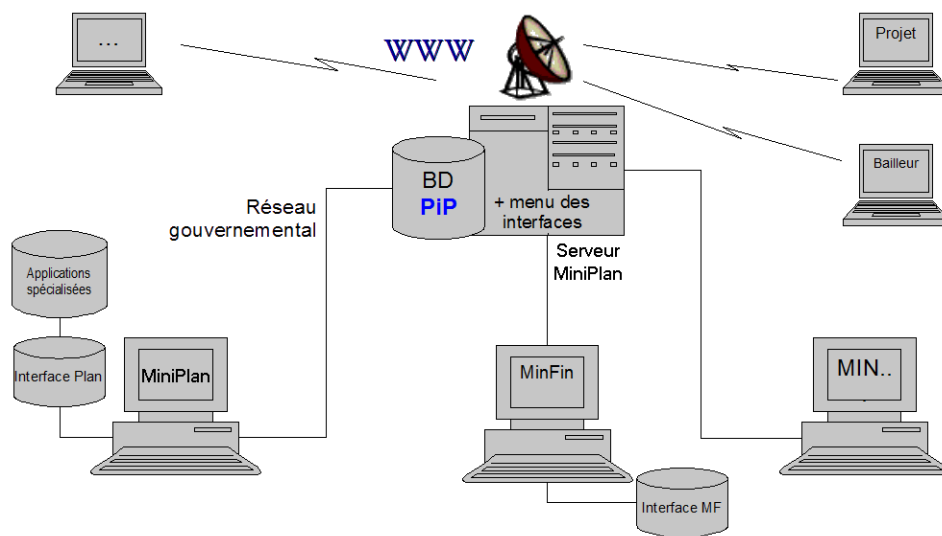 ...
WWW
Projet
Bailleur
BD
PiP
+ menu des
interfaces
Réseau
gouvernemental
Serveur
MiniPlan
Applications
spécialisées
Interface Plan
MiniPlan
MinFin
MIN..
Interface MF